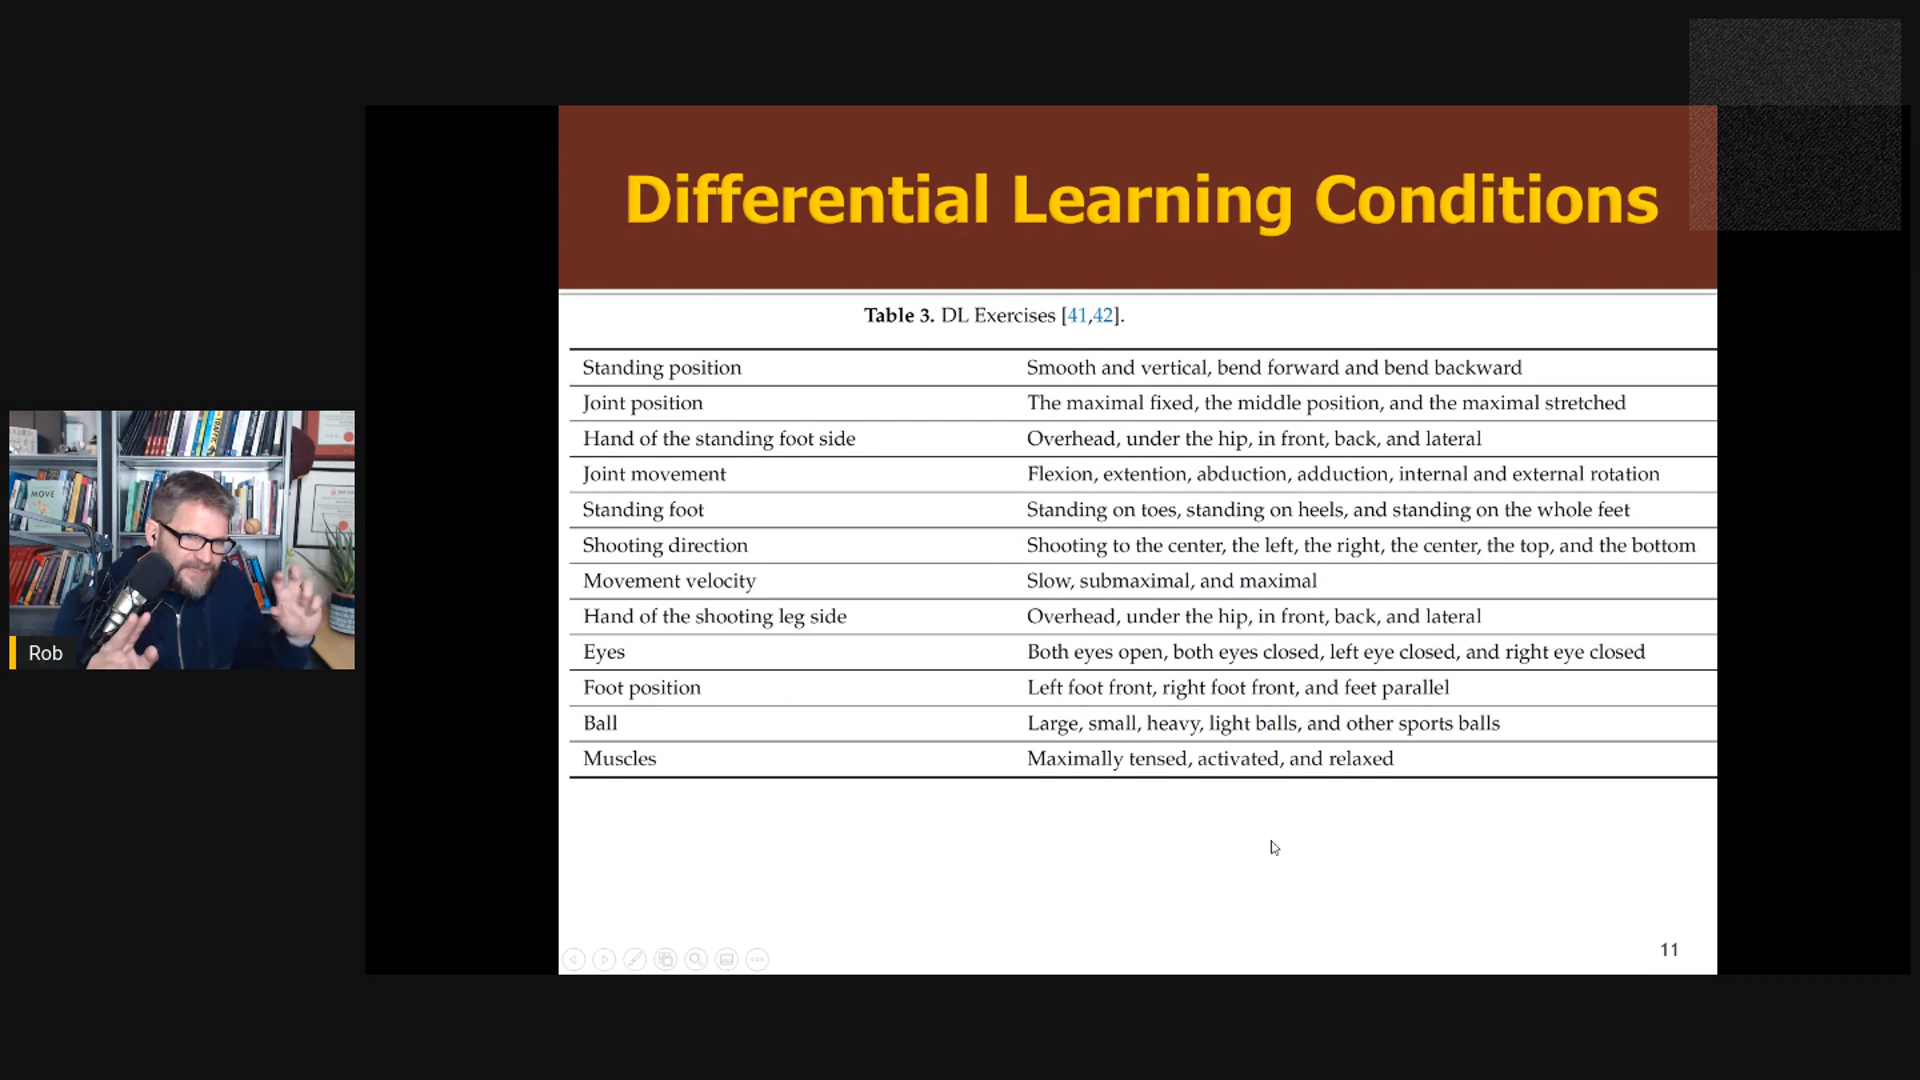 Differential Learning Conditions
Table 3. DL Exercises [41,42].
Standing position Smooth and vertical, bend forward and bend backward
Joint position The maximal fixed, the middle position, and the maximal stretched
Hand of the standing foot side Overhead, under the hip, in front, back, and lateral
Joint movement Flexion, extention, abduction, adduction, internal and external rotation
Standing foot Standing on toes, standing on heels, and standing on the whole feet
Shooting direction Shooting to the center, the left, the right, the center, the top, and the bottom
Movement velocity Slow, submaximal, and maximal
Hand of the shooting leg side Overhead, under the hip, in front, back, and lateral
Eyes Both eyes open, both eyes closed, left eye closed, and right eye closed
Foot position Left foot front, right foot front, and feet parallel
Ball Large, small, heavy, light balls, and other sports balls
Muscles Maximally tensed, activated, and relaxed
11
MOVE
Rob